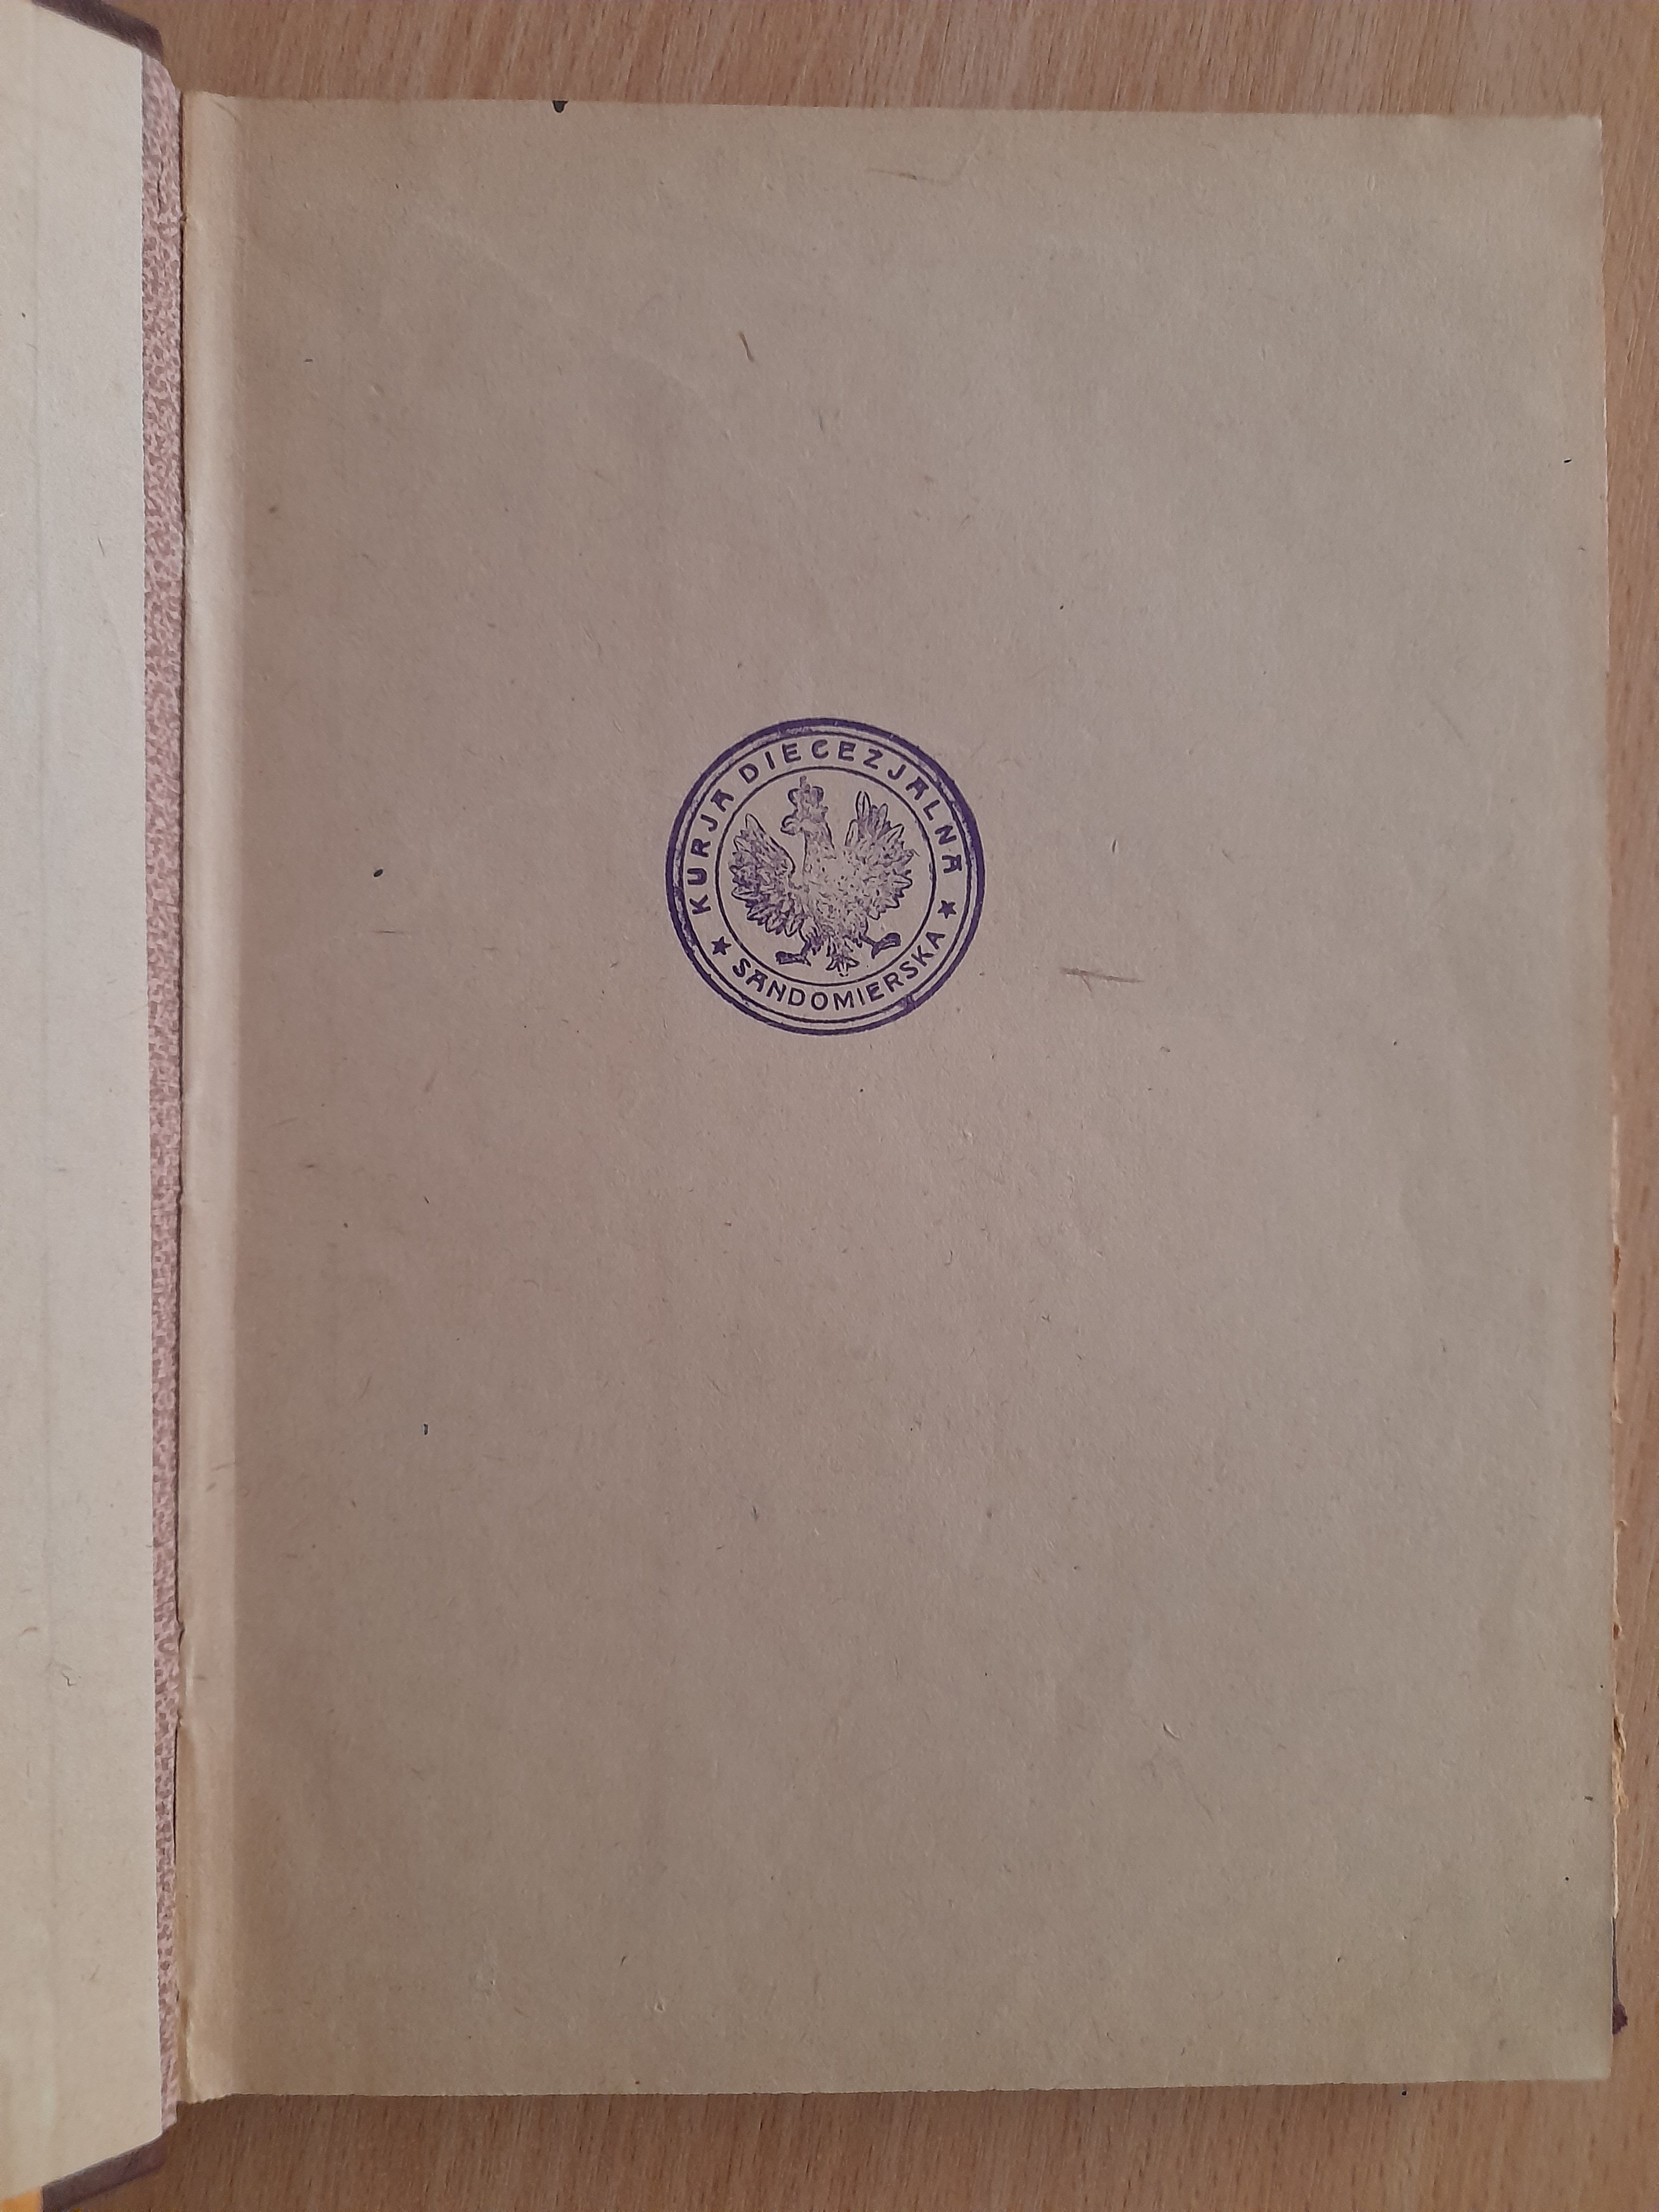 KURJA DIECEZJALNA
★ SANDOMIERSKA ★